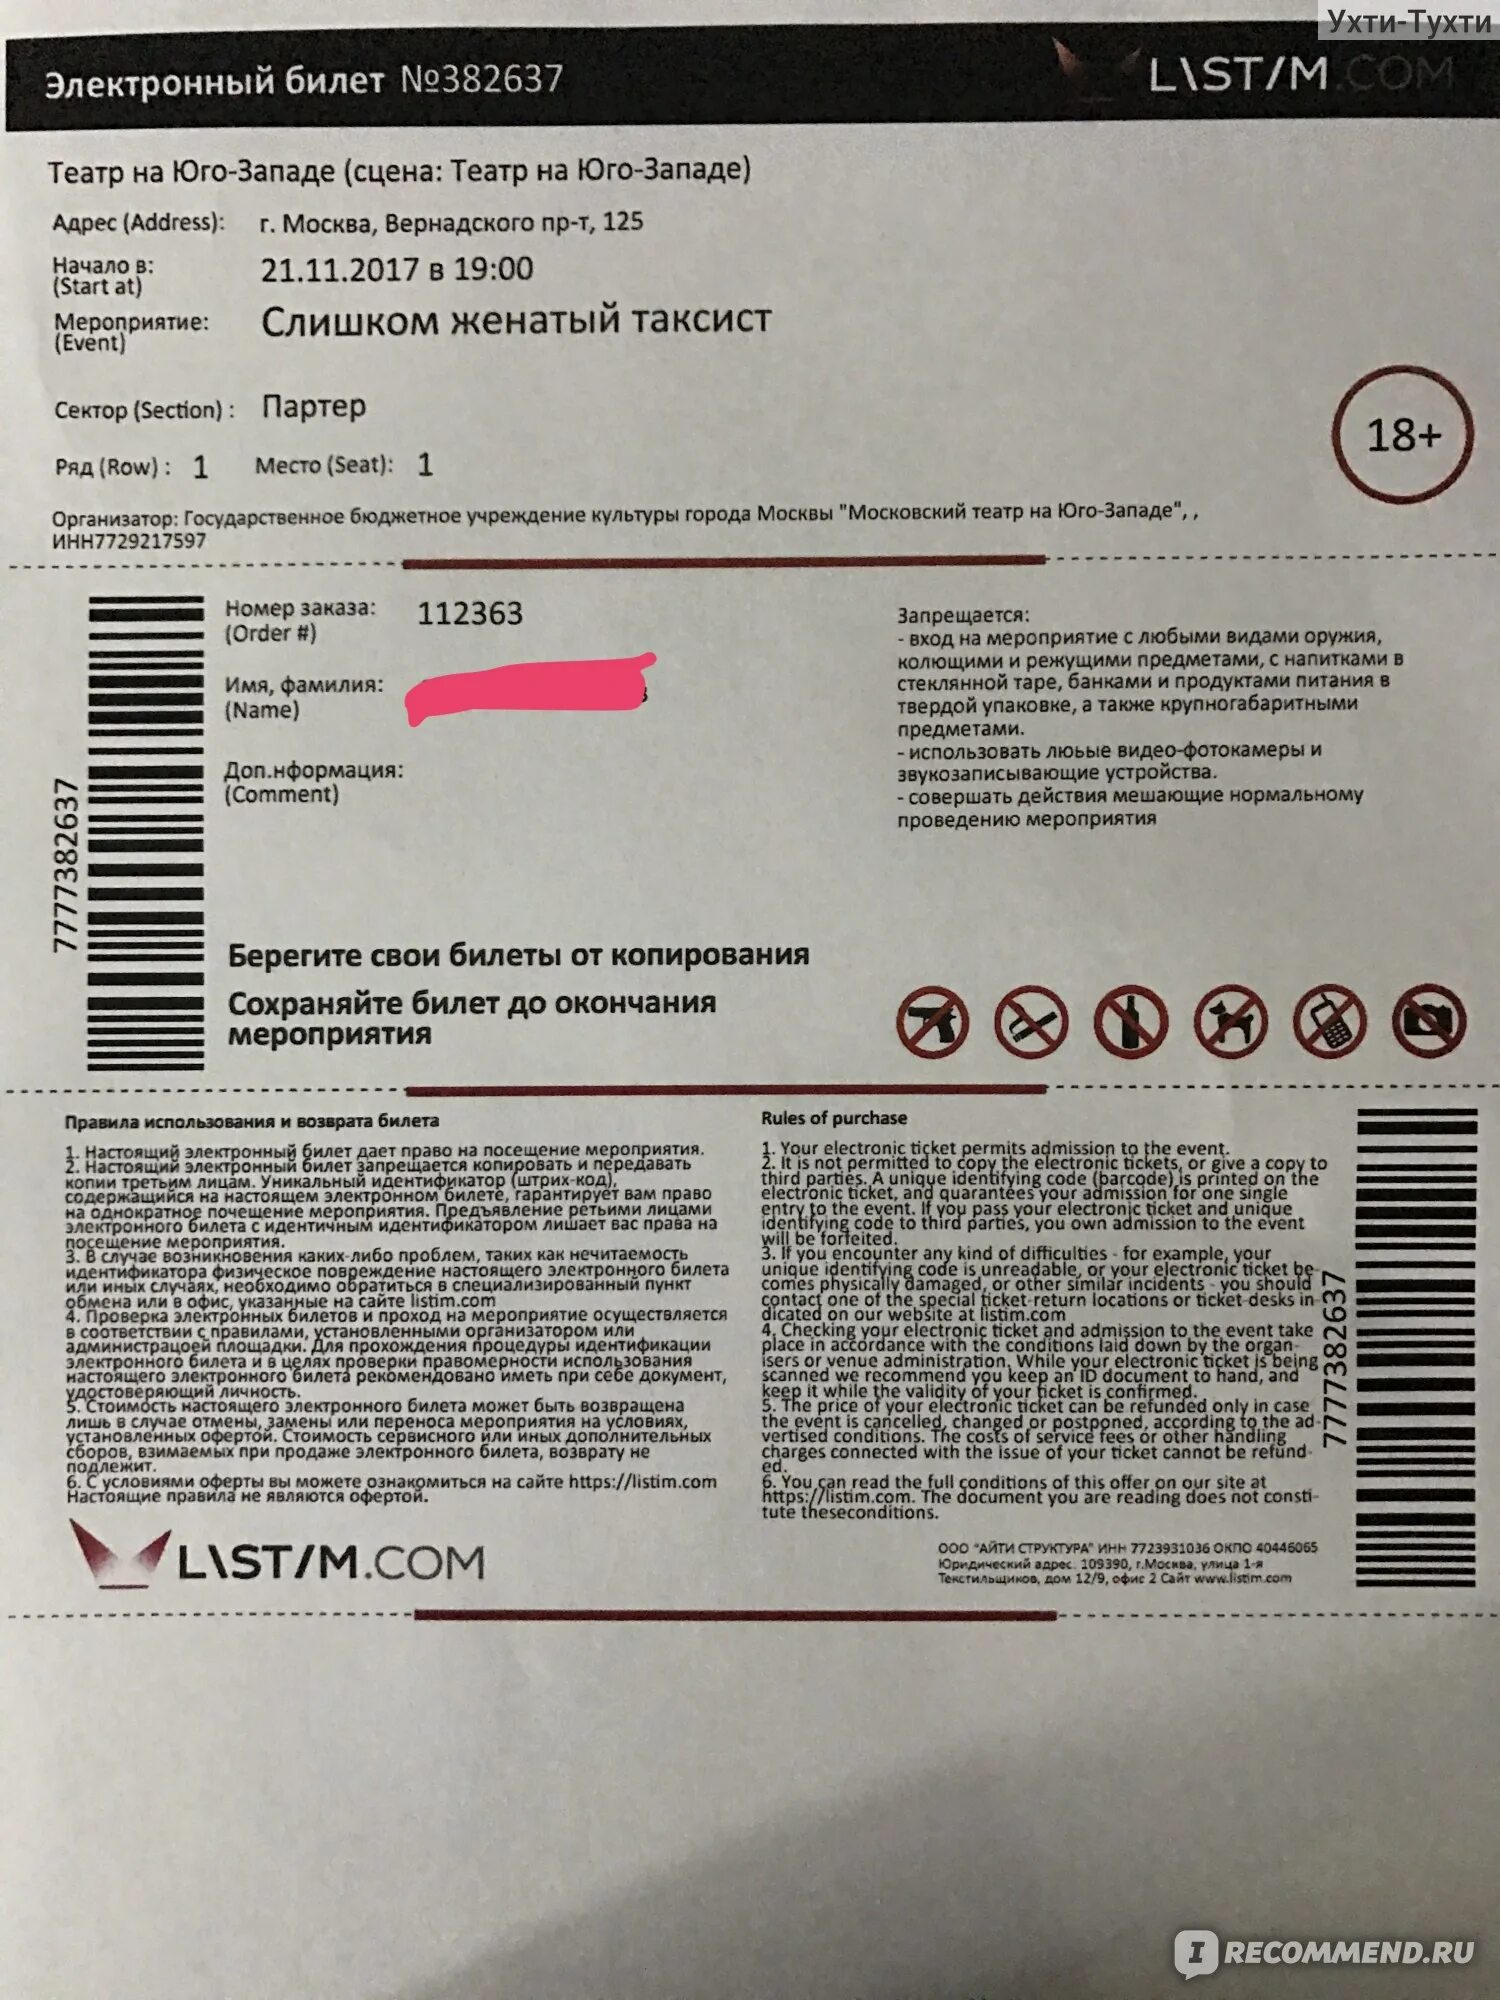 Ухти-Тухти
Электронный билет №382637
L\ST/M.COM
Театр на Юго-Западе (сцена: Театр на Юго-Западе)
Адрес (Address): г. Москва, Вернадского пр-т, 125
Начало в: 21.11.2017 в 19:00
(Start at)
Мероприятие: Слишком женатый таксист
(Event)
Сектор (Section) : Партер
18+
Ряд (Row) : 1 Место (Seat): 1
Организатор: Государственное бюджетное учреждение культуры города Москвы "Московский театр на Юго-Западе", ,
ИНН7729217597
7777382637
Номер заказа: 112363
(Order #)
Имя, фамилия:
(Name)
Доп.нформация:
(Comment)
Запрещается:
- вход на мероприятие с любыми видами оружия,
колющими и режущими предметами, с напитками в
стеклянной таре, банками и продуктами питания в
твердой упаковке, а также крупногабаритными
предметами.
- использовать люьые видео-фотокамеры и
звукозаписывающие устройства.
- совершать действия мешающие нормальному
проведению мероприятия
Берегите свои билеты от копирования
Сохраняйте билет до окончания
мероприятия
Правила использования и возврата билета
1. Настоящий электронный билет дает право на посещение мероприятия.
2. Настоящий электронный билет запрещается копировать и передавать
копии третьим лицам. Уникальный идентификатор (штрих-код),
содержащийся на настоящем электронном билете, гарантирует вам право
на однократное почещение мероприятия. Предъявление ретьими лицами
электронного билета с идентичным идентификатором лишает вас права на
посещение мероприятия.
3. В случае возникновения каких-либо проблем, таких как нечитаемость
идентификатора физическое повреждение настоящего электронного билета
или иных случаях, необходимо обратиться в специализированный пункт
обмена или в офис, указанные на сайте listim.com
4. Проверка электронных билетов и проход на мероприятие осуществляется
в соответствии с правилами, установленными организатором или
администрацоей площадки. Для прохождения процедуры идентификации
электронного билета и в целях проверки правомерности использования
настоящего электронного билета рекомендовано иметь при себе документ,
удостоверяющий личность.
5. Стоимость настоящего электронного билета может быть возвращена
лишь в случае отмены, замены или переноса мероприятия на условиях,
установленных офертой. Стоимость сервисного или иных дополнительных
сборов, взимаемых при продаже электронного билета, возврату не
подлежит.
6. С условиями оферты вы можете ознакомиться на сайте https://listim.com
Настоящие правила не являются офертой.
Rules of purchase
1. Your electronic ticket permits admission to the event.
2. It is not permitted to copy the electronic tickets, or give a copy to
third parties. A unique identifying code (barcode) is printed on the
electronic ticket, and quarantees your admission for one single
entry to the event. If you pass your electronic ticket and unique
identifying code to third parties, you own admission to the event
will be forfeited.
3. If you encounter any kind of difficulties - for example, your
unique identifying code is unreadable, or your electronic ticket be-
comes physically damaged, or other similar incidents - you should
contact one of the special ticket-return locations or ticket desks in-
dicated on our website at listim.com
4. Checking your electronic ticket and admission to the event take
place in accordance with the conditions laid down by the organ-
isers or venue administration. While your electronic ticket is being
scanned we recommend you keep an ID document to hand, and
keep it while the validity of your ticket is confirmed.
5. The price of your electronic ticket can be refunded only in case
the event is cancelled, changed or postponed, according to the ad-
vertised conditions. The costs of service fees or other handling
charges connected with the issue of your ticket cannot be refund-
ed.
6. You can read the full conditions of this offer on our site at
https://listim.com. The document you are reading does not consti-
tute theseconditions.
7777382637
L\ST/M.COM
ООО "АЙТИ СТРУКТУРА" ИНН 7723931036 ОКПО 40446065
Юридический адрес: 109390, г.Москва, улица 1-я
Текстильщиков, дом 12/9, офис 2 Сайт www.listim.com
IRECOMMEND.RU